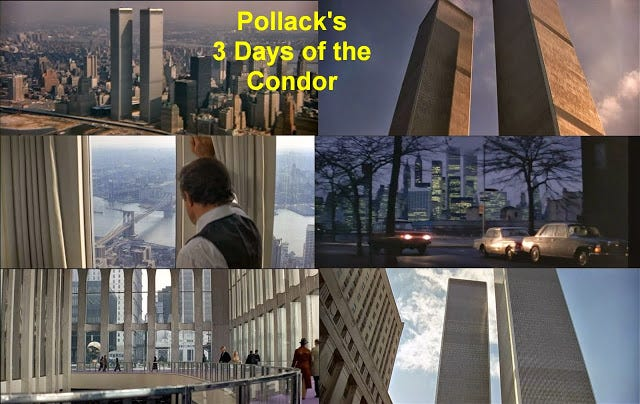 Pollack's
3 Days of the
Condor